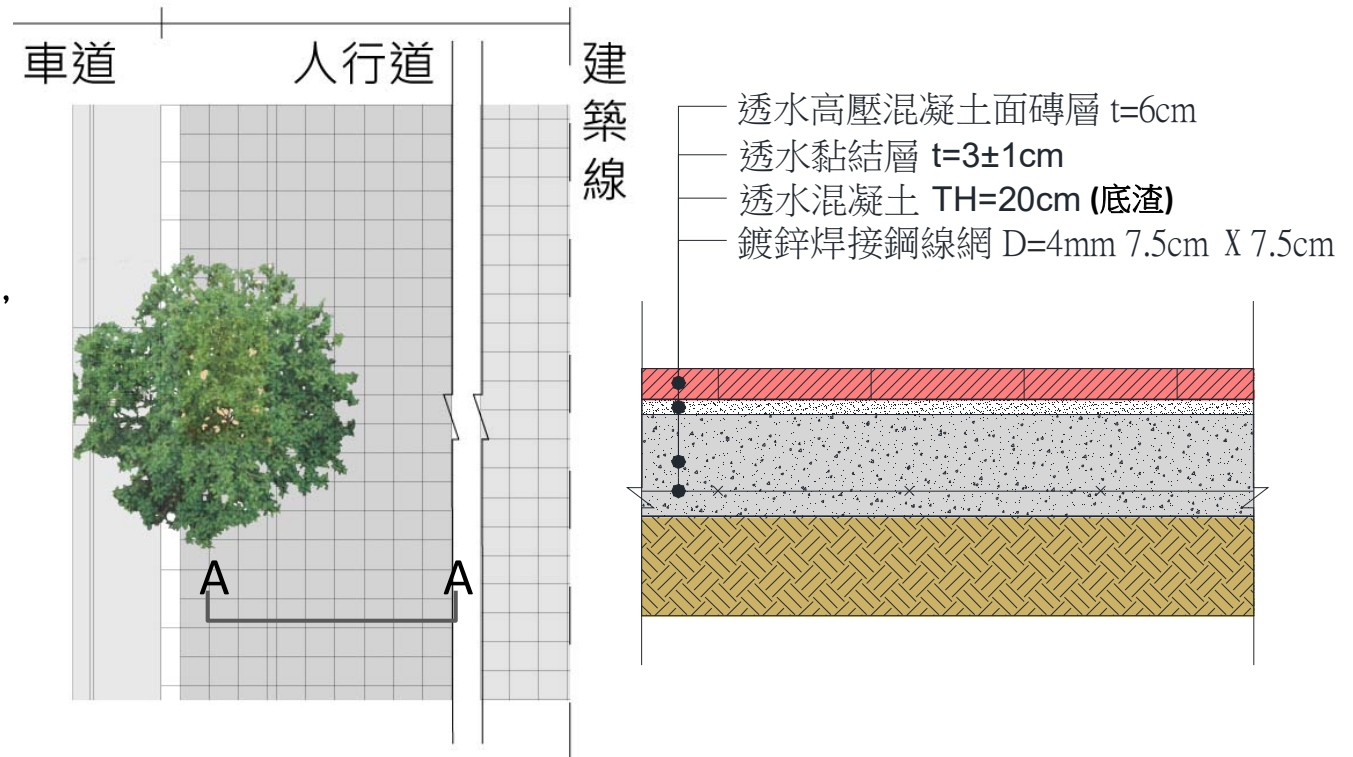 車道
人行道
建築線
,
A
A
透水高壓混凝土面磚層 t=6cm
透水黏結層 t=3±1cm
透水混凝土 TH=20cm (底渣)
鍍鋅焊接鋼線網 D=4mm 7.5cm X 7.5cm